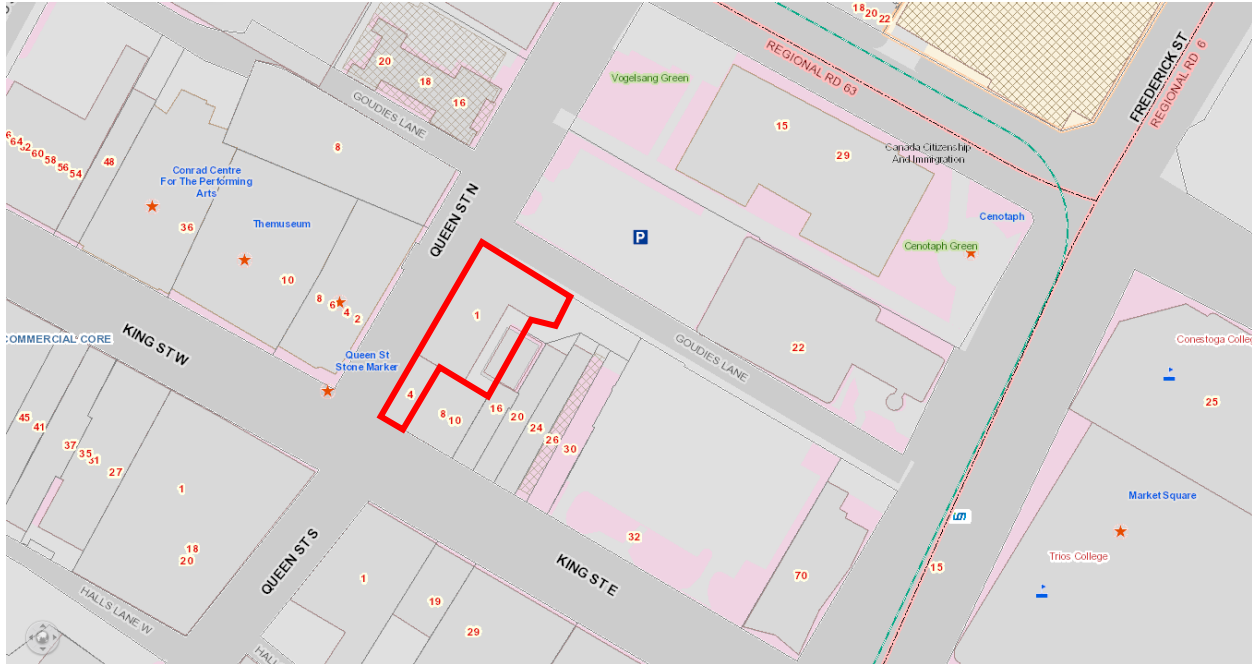 18
20
22
20
18
16
GOUDIES LANE
REGIONAL RD 63
FREDERICK ST
REGIONAL RD 6
Vogelsang Green
15
29
Canada Citizenship
And Immigration
64
60
58
56
54
48
8
Conrad Centre
For The Performing
Arts
36
Themuseum
10
8
6
4
2
QUEEN ST N
P
Cenotaph
Cenotaph Green
COMMERCIAL CORE
KING ST W
Queen St
Stone Marker
1
4
8
10
16
20
24
26
30
GOUDIES LANE
22
Conestoga Colleg
25
45
41
37
35
31
27
1
18
20
QUEEN ST S
KING ST E
32
70
Market Square
Trios College
15
1
19
29
HALLS LANE W
HALL